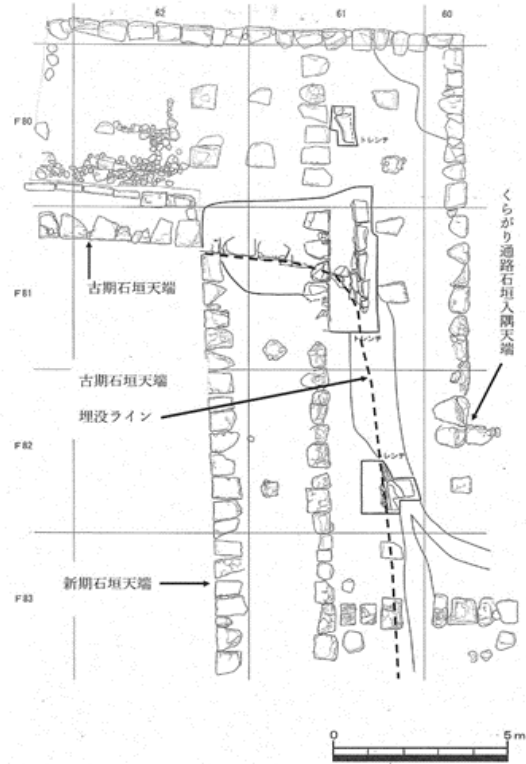 62
61
60
F80
トレンチ
くらがり通路石垣入隅天端
古期石垣天端
F81
トレンチ
古期石垣天端
埋没ライン
F82
トレンチ
新期石垣天端
F83
0
5m